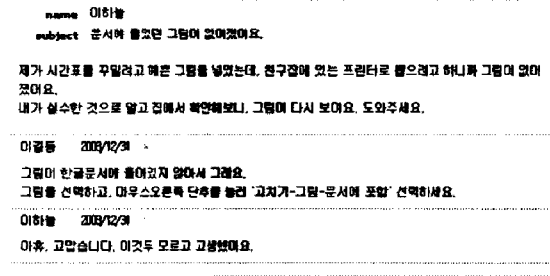 name 이하늘
subject 문서에 들었던 그림이 없어졌어요.
제가 시간표를 꾸밀려고 예쁜 그림을 넣었는데, 친구집에 있는 프린터로 뽑으려고 하니까 그림이 없어
졌어요.
내가 실수한 것으로 알고 집에서 확인해보니, 그림이 다시 보여요. 도와주세요.
이길동 2003/12/31
그림이 한글문서에 들어있지 않아서 그래요.
그림을 선택하고, 마우스오른쪽 단추를 눌러 '고치기-그림-문서에 포함' 선택하세요.
이하늘 2003/12/31
아휴, 고맙습니다. 이것두 모르고 고생했어요.